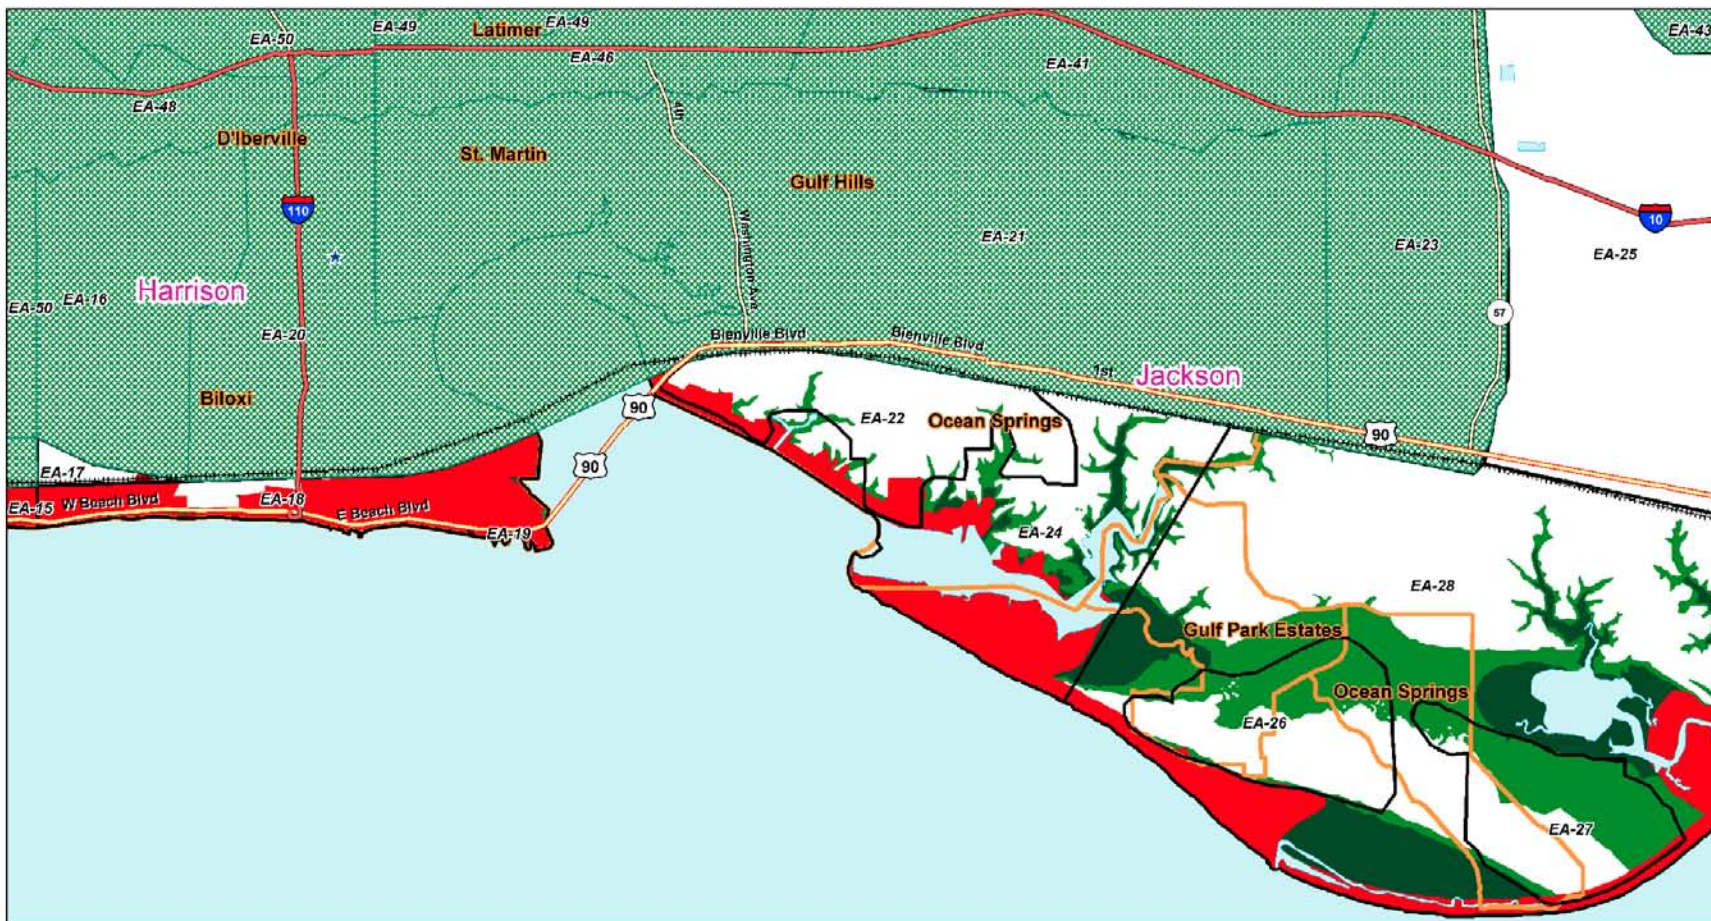 EA-49
Latimer
EA-49
EA-43
EA-50
EA-46
EA-41
EA-48
4th
D'Iberville
St. Martin
Gulf Hills
110
10
Washington Ave
EA-21
EA-23
EA-25
Harrison
EA-50
EA-16
57
EA-20
Bienville Blvd
Bienville Blvd
1st
Jackson
Biloxi
90
EA-22
Ocean Springs
90
90
EA-17
EA-15
W Beach Blvd
EA-18
E Beach Blvd
EA-19
EA-24
EA-28
Gulf Park Estates
Ocean Springs
EA-26
EA-27